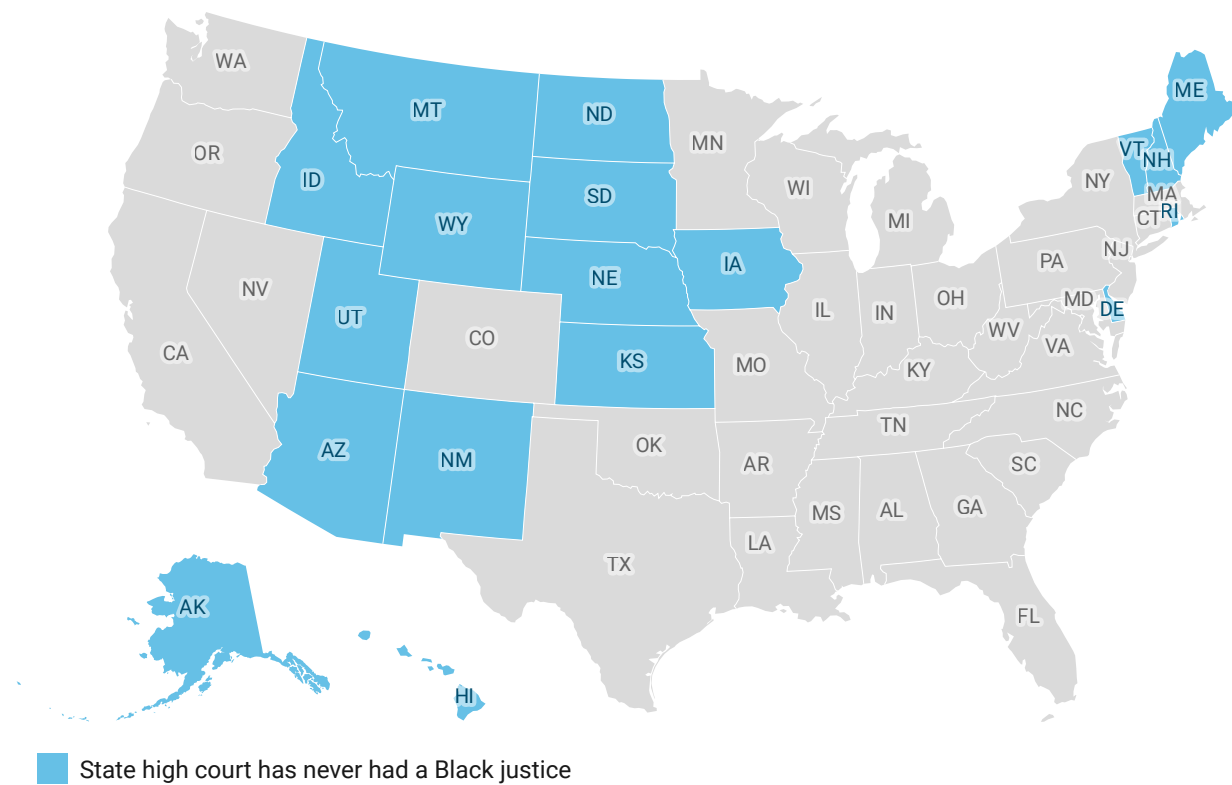 WA
MT
ND
ME
MN
OR
VT
NH
ID
WI
NY
SD
MA
MI
RI
WY
CT
NJ
IA
PA
NE
NV
MD
OH
DE
IL
IN
UT
WV
CO
VA
CA
KS
MO
KY
NC
TN
OK
AZ
NM
AR
SC
GA
MS
AL
LA
TX
AK
FL
HI
State high court has never had a Black justice